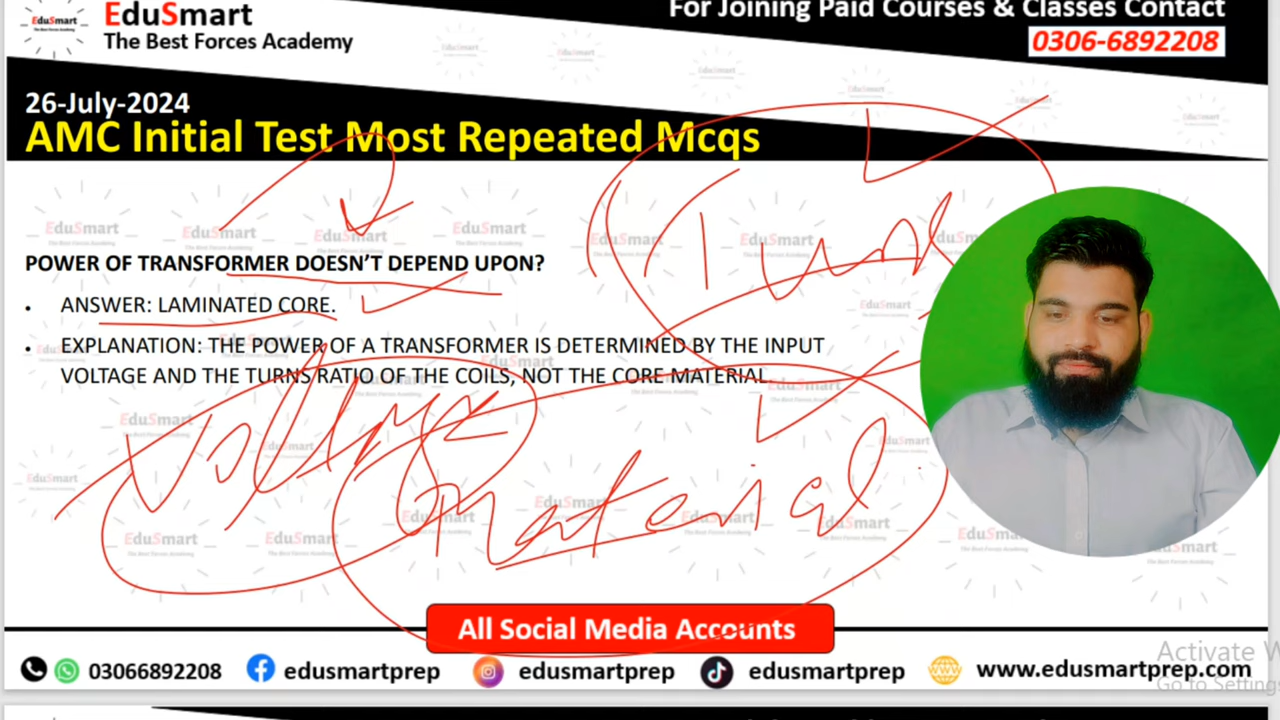 EduSmart
For Joining Paid Courses & Classes Contact
The Best Forces Academy
0306-6892208
26-July-2024
AMC Initial Test Most Repeated Mcqs
POWER OF TRANSFORMER DOESN'T DEPEND UPON?
• ANSWER: LAMINATED CORE.
• EXPLANATION: THE POWER OF A TRANSFORMER IS DETERMINED BY THE INPUT
VOLTAGE AND THE TURNS RATIO OF THE COILS, NOT THE CORE MATERIAL.
Voltage
Material
All Social Media Accounts
03066892208 edusmartprep edusmartprep edusmartprep www.edusmartprep.com
Activate W
Go to Settings